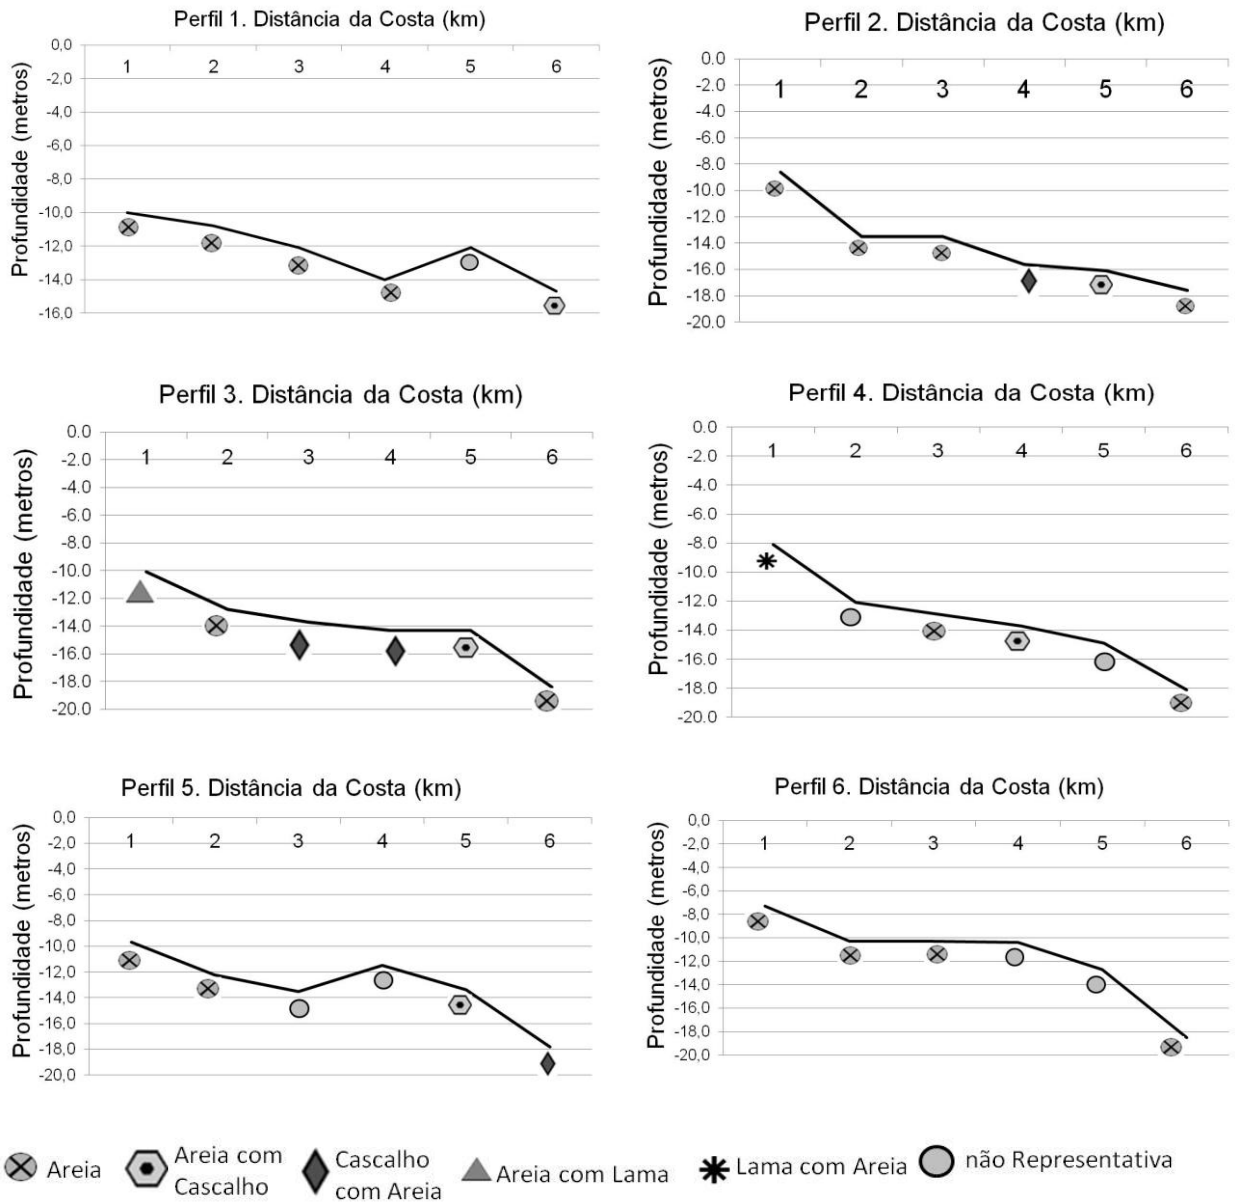 Perfil 1. Distância da Costa (km)
Profundidade (metros)
0,0
-2,0
-4,0
-6,0
-8,0
-10,0
-12,0
-14,0
-16,0
1 2 3 4 5 6
Perfil 2. Distância da Costa (km)
Profundidade (metros)
0.0
-2.0
-4.0
-6.0
-8.0
-10.0
-12.0
-14.0
-16.0
-18.0
-20.0
1 2 3 4 5 6
Perfil 3. Distância da Costa (km)
Profundidade (metros)
0.0
-2.0
-4.0
-6.0
-8.0
-10.0
-12.0
-14.0
-16.0
-18.0
-20.0
1 2 3 4 5 6
Perfil 4. Distância da Costa (km)
Profundidade (metros)
0.0
-2.0
-4.0
-6.0
-8.0
-10.0
-12.0
-14.0
-16.0
-18.0
-20.0
1 2 3 4 5 6
Perfil 5. Distância da Costa (km)
Profundidade (metros)
0,0
-2,0
-4,0
-6,0
-8,0
-10,0
-12,0
-14,0
-16,0
-18,0
-20,0
1 2 3 4 5 6
Perfil 6. Distância da Costa (km)
Profundidade (metros)
0,0
-2,0
-4,0
-6,0
-8,0
-10,0
-12,0
-14,0
-16,0
-18,0
-20,0
1 2 3 4 5 6
Areia
Areia com
Cascalho
Cascalho
com Areia
Areia com Lama
Lama com Areia
não Representativa